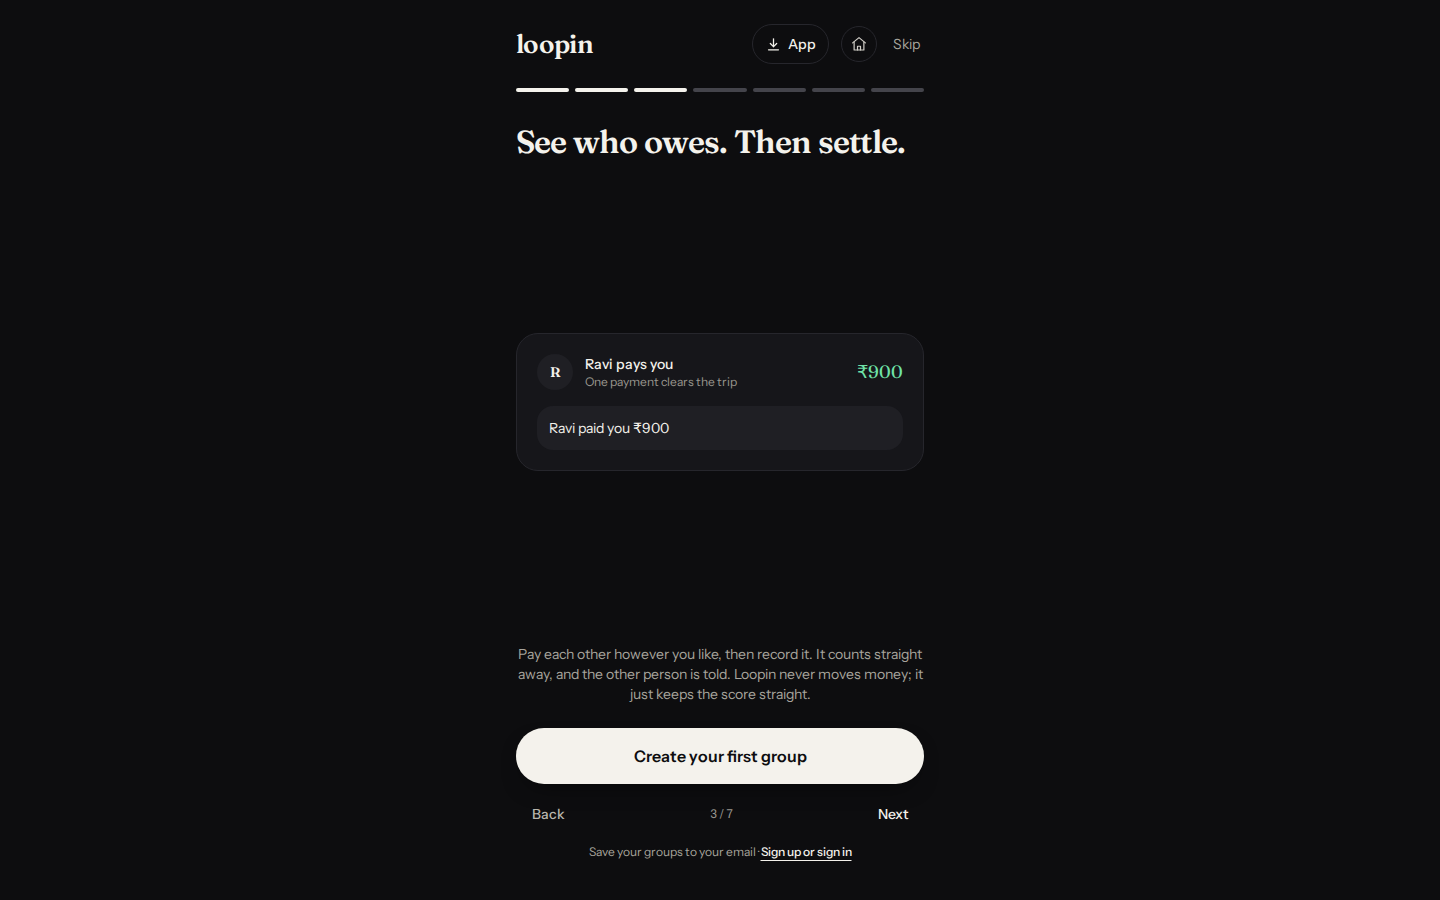 loopin
App
Skip
See who owes. Then settle.
R
Ravi pays you
One payment clears the trip
₹900
Ravi paid you ₹900
Pay each other however you like, then record it. It counts straight
away, and the other person is told. Loopin never moves money; it
just keeps the score straight.
Create your first group
Back
3 / 7
Next
Save your groups to your email · Sign up or sign in